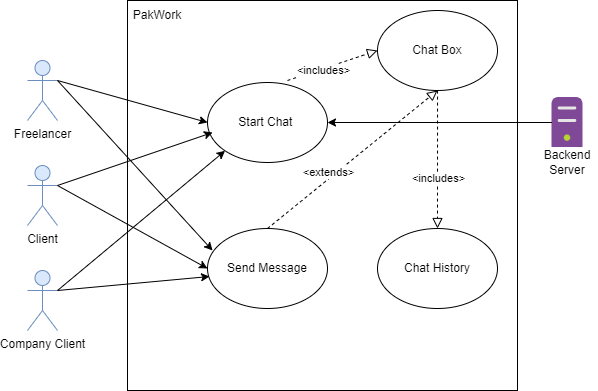 PakWork
Chat Box
<includes>
Freelancer
Start Chat
Backend
Server
<extends>
<includes>
Client
Send Message
Chat History
Company Client